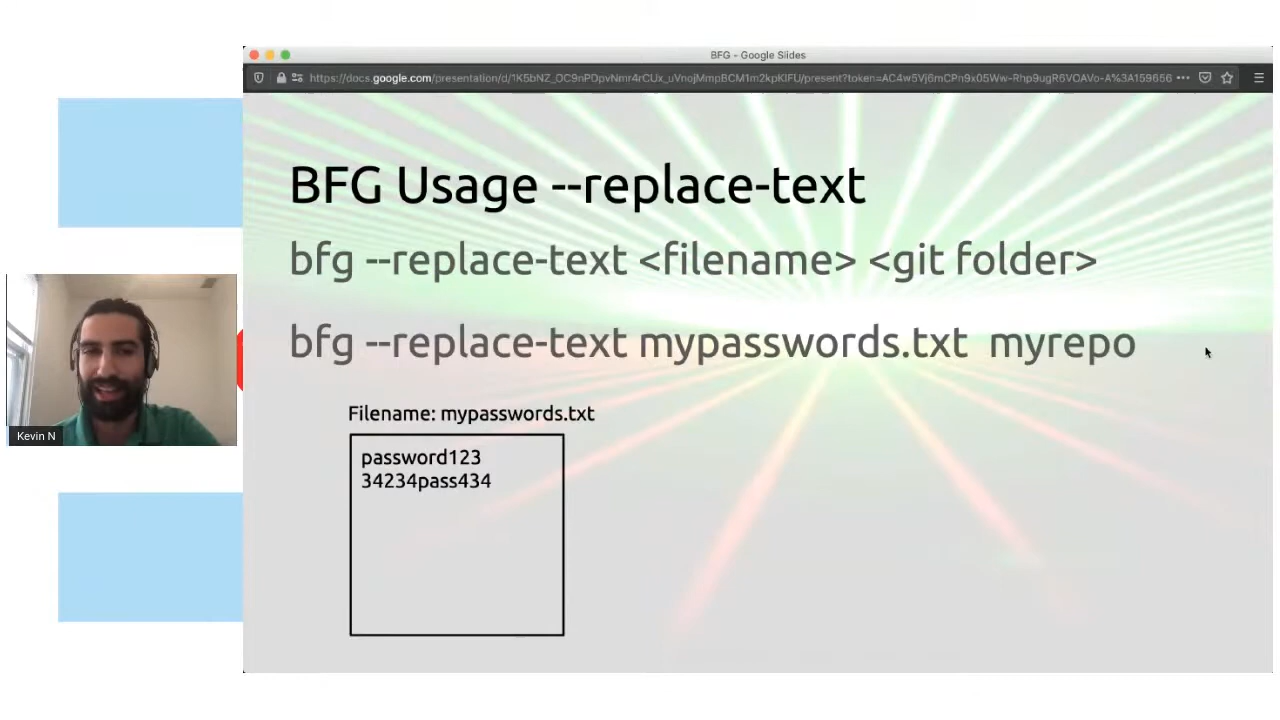 BFG - Google Slides
BFG Usage --replace-text
bfg --replace-text <filename> <git folder>
bfg --replace-text mypasswords.txt myrepo
Filename: mypasswords.txt
password123
34234pass434
Kevin N